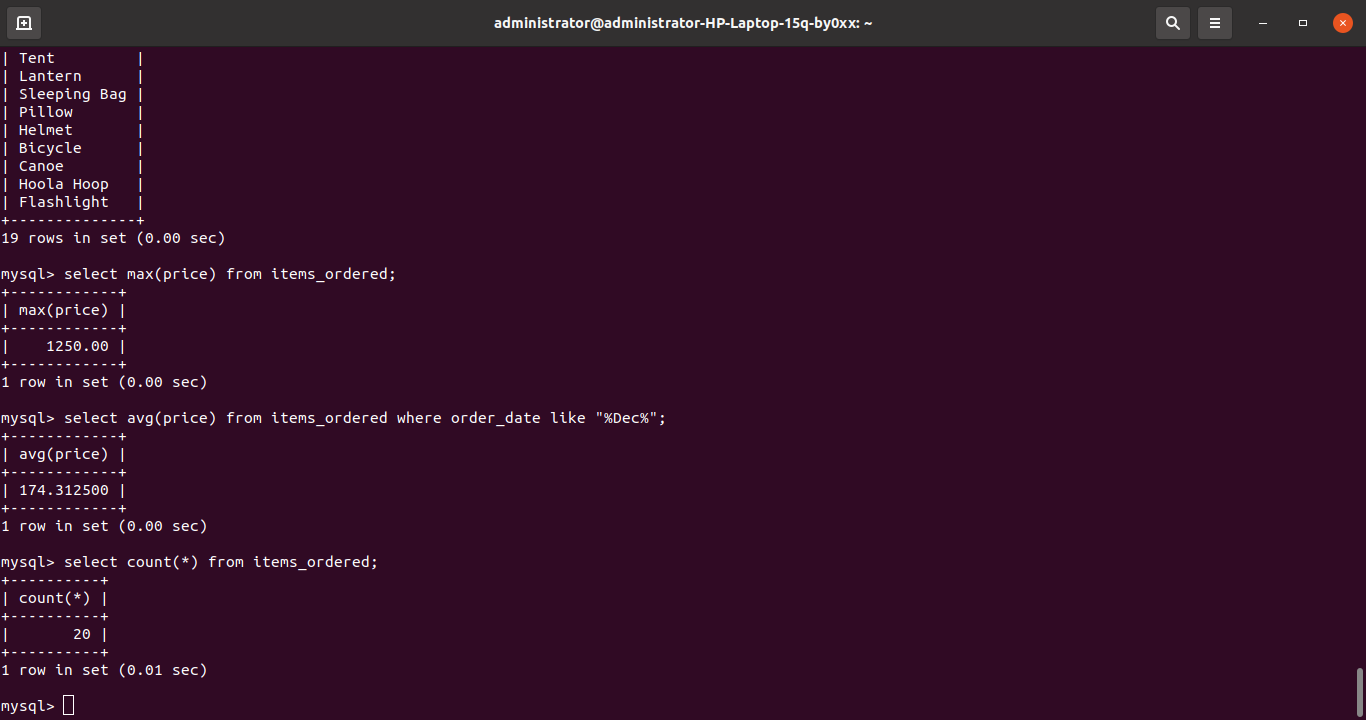 administrator@administrator-HP-Laptop-15q-by0xx: ~
| Tent         |
| Lantern      |
| Sleeping Bag |
| Pillow       |
| Helmet       |
| Bicycle      |
| Canoe        |
| Hoola Hoop   |
| Flashlight   |
+--------------+
19 rows in set (0.00 sec)

mysql> select max(price) from items_ordered;
+------------+
| max(price) |
+------------+
|    1250.00 |
+------------+
1 row in set (0.00 sec)

mysql> select avg(price) from items_ordered where order_date like "%Dec%";
+------------+
| avg(price) |
+------------+
| 174.312500 |
+------------+
1 row in set (0.00 sec)

mysql> select count(*) from items_ordered;
+----------+
| count(*) |
+----------+
|       20 |
+----------+
1 row in set (0.01 sec)

mysql>